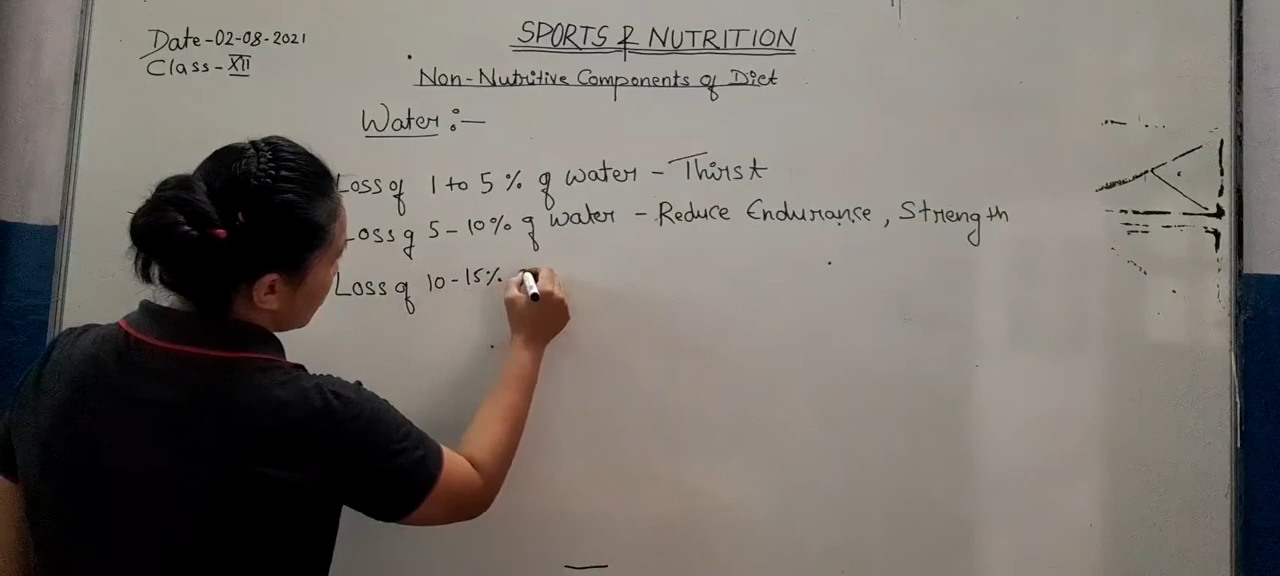 Date-02-08-2021
Class-XII
SPORTS & NUTRITION
Non-Nutritive Components of Diet
Water :-
Loss of 1 to 5% of water - Thirst
Loss of 5-10% of water - Reduce Endurance, Strength
Loss of 10-15%